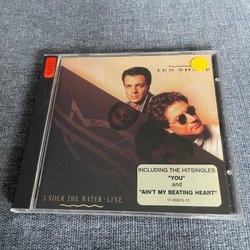 TEN SHARP
UNDER THE WATER-LINE
INCLUDING THE HITSINGLES
"YOU"
and
"AIN'T MY BEATING HEART"